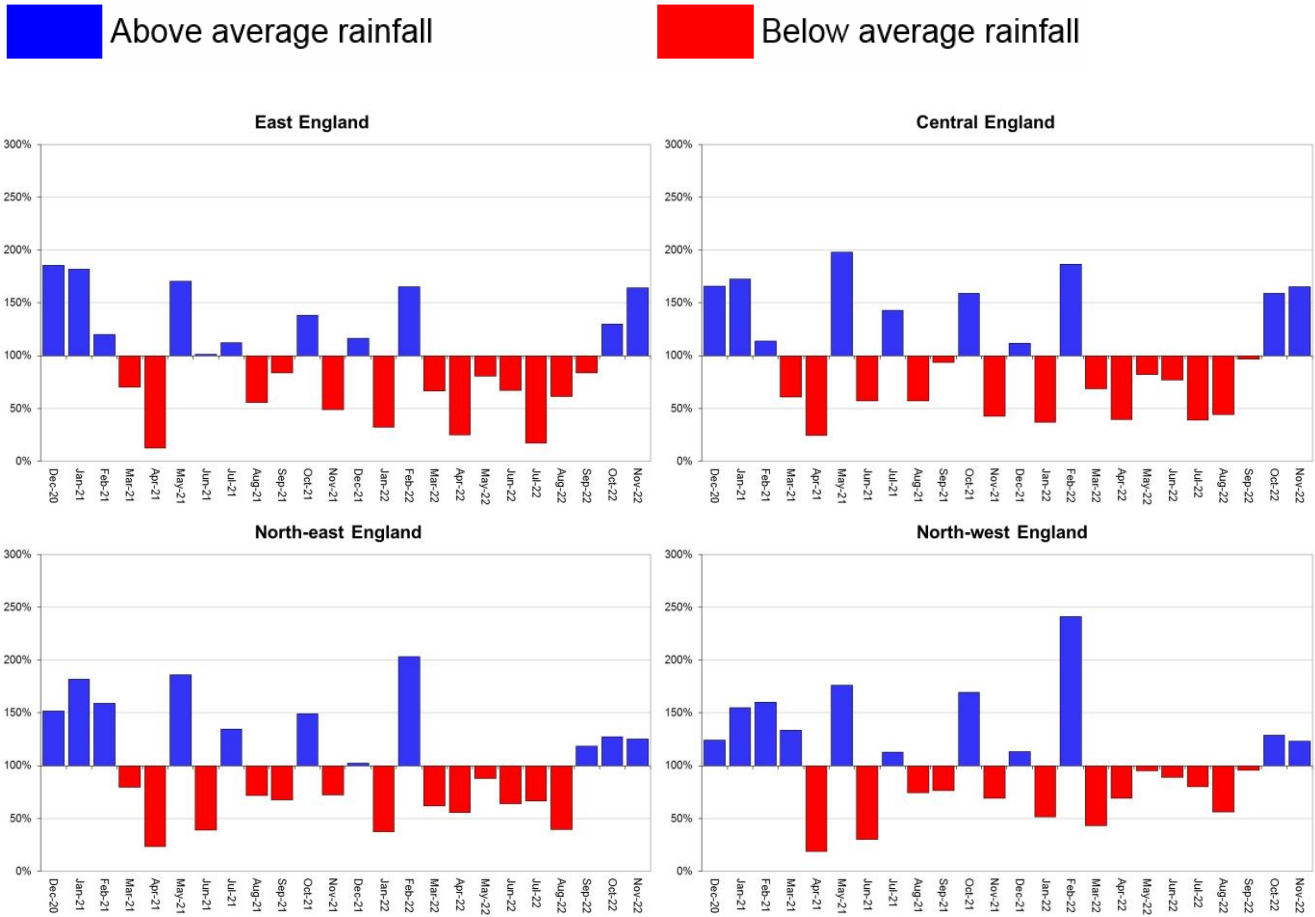 Above average rainfall
Below average rainfall
East England
300%
250%
200%
150%
100%
50%
0%
Dec-20
Jan-21
Feb-21
Mar-21
Apr-21
May-21
Jun-21
Jul-21
Aug-21
Sep-21
Oct-21
Nov-21
Dec-21
Jan-22
Feb-22
Mar-22
Apr-22
May-22
Jun-22
Jul-22
Aug-22
Sep-22
Oct-22
Nov-22
Central England
300%
250%
200%
150%
100%
50%
0%
Dec-20
Jan-21
Feb-21
Mar-21
Apr-21
May-21
Jun-21
Jul-21
Aug-21
Sep-21
Oct-21
Nov-21
Dec-21
Jan-22
Feb-22
Mar-22
Apr-22
May-22
Jun-22
Jul-22
Aug-22
Sep-22
Oct-22
Nov-22
North-east England
300%
250%
200%
150%
100%
50%
0%
Dec-20
Jan-21
Feb-21
Mar-21
Apr-21
May-21
Jun-21
Jul-21
Aug-21
Sep-21
Oct-21
Nov-21
Dec-21
Jan-22
Feb-22
Mar-22
Apr-22
May-22
Jun-22
Jul-22
Aug-22
Sep-22
Oct-22
Nov-22
North-west England
300%
250%
200%
150%
100%
50%
0%
Dec-20
Jan-21
Feb-21
Mar-21
Apr-21
May-21
Jun-21
Jul-21
Aug-21
Sep-21
Oct-21
Nov-21
Dec-21
Jan-22
Feb-22
Mar-22
Apr-22
May-22
Jun-22
Jul-22
Aug-22
Sep-22
Oct-22
Nov-22